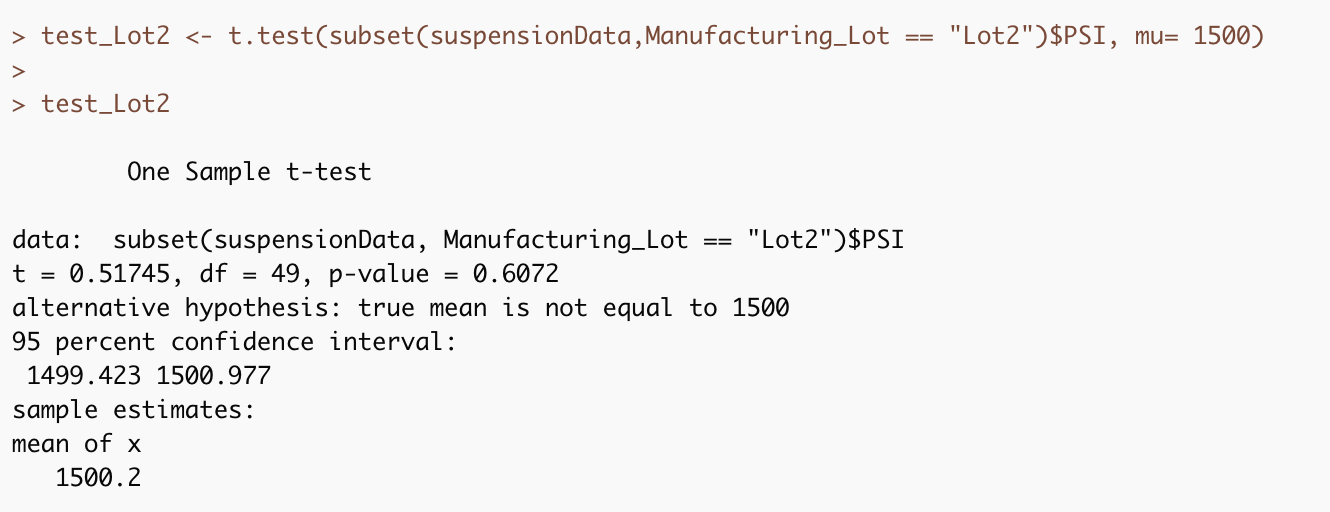 > test_Lot2 <- t.test(subset(suspensionData,Manufacturing_Lot == "Lot2")$PSI, mu= 1500)
>
> test_Lot2
One Sample t-test
data:  subset(suspensionData, Manufacturing_Lot == "Lot2")$PSI
t = 0.51745, df = 49, p-value = 0.6072
alternative hypothesis: true mean is not equal to 1500
95 percent confidence interval:
1499.423 1500.977
sample estimates:
mean of x
1500.2